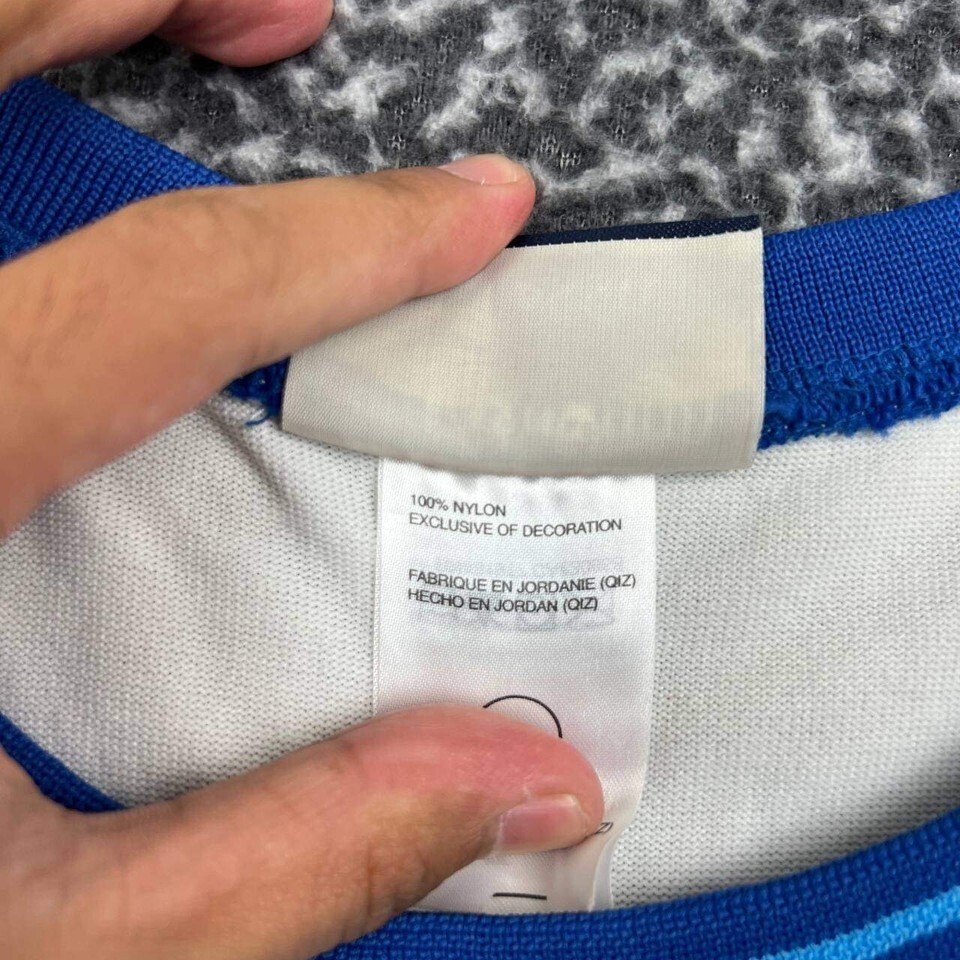 100% NYLON
EXCLUSIVE OF DECORATION
FABRIQUE EN JORDANIE (QIZ)
HECHO EN JORDAN (QIZ)